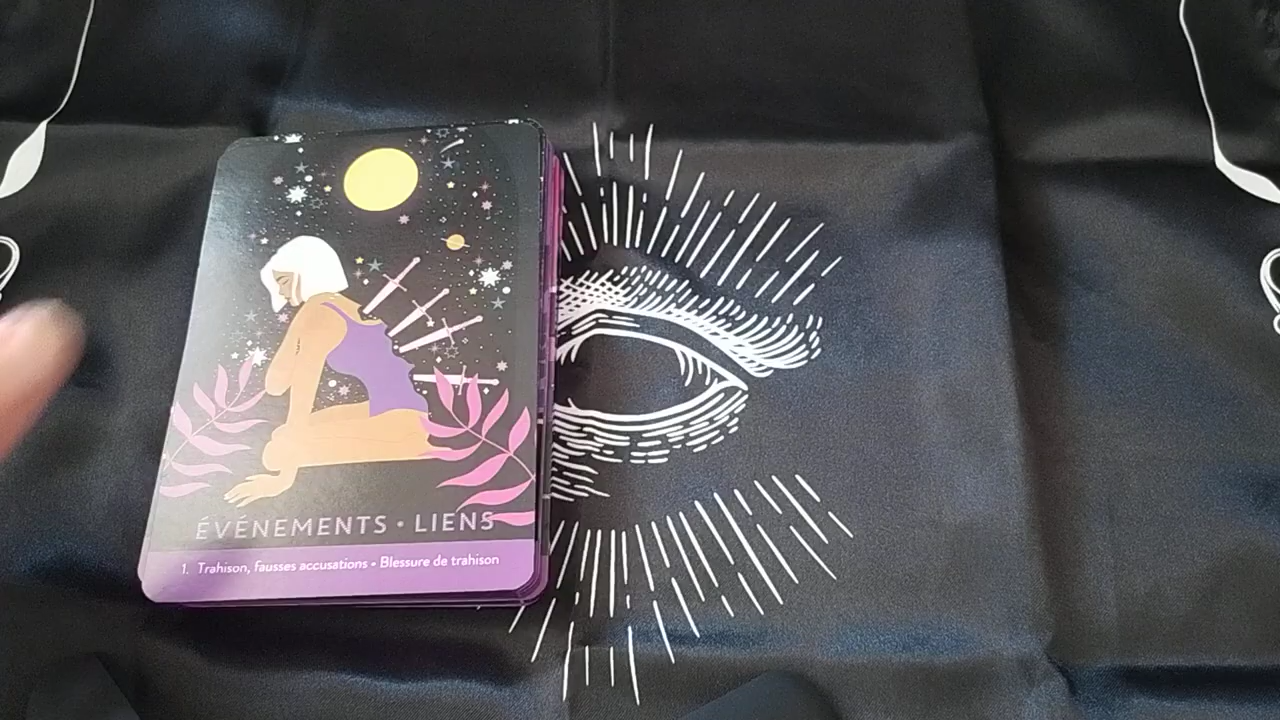 ÉVÉNEMENTS • LIENS
1. Trahison, fausses accusations • Blessure de trahison